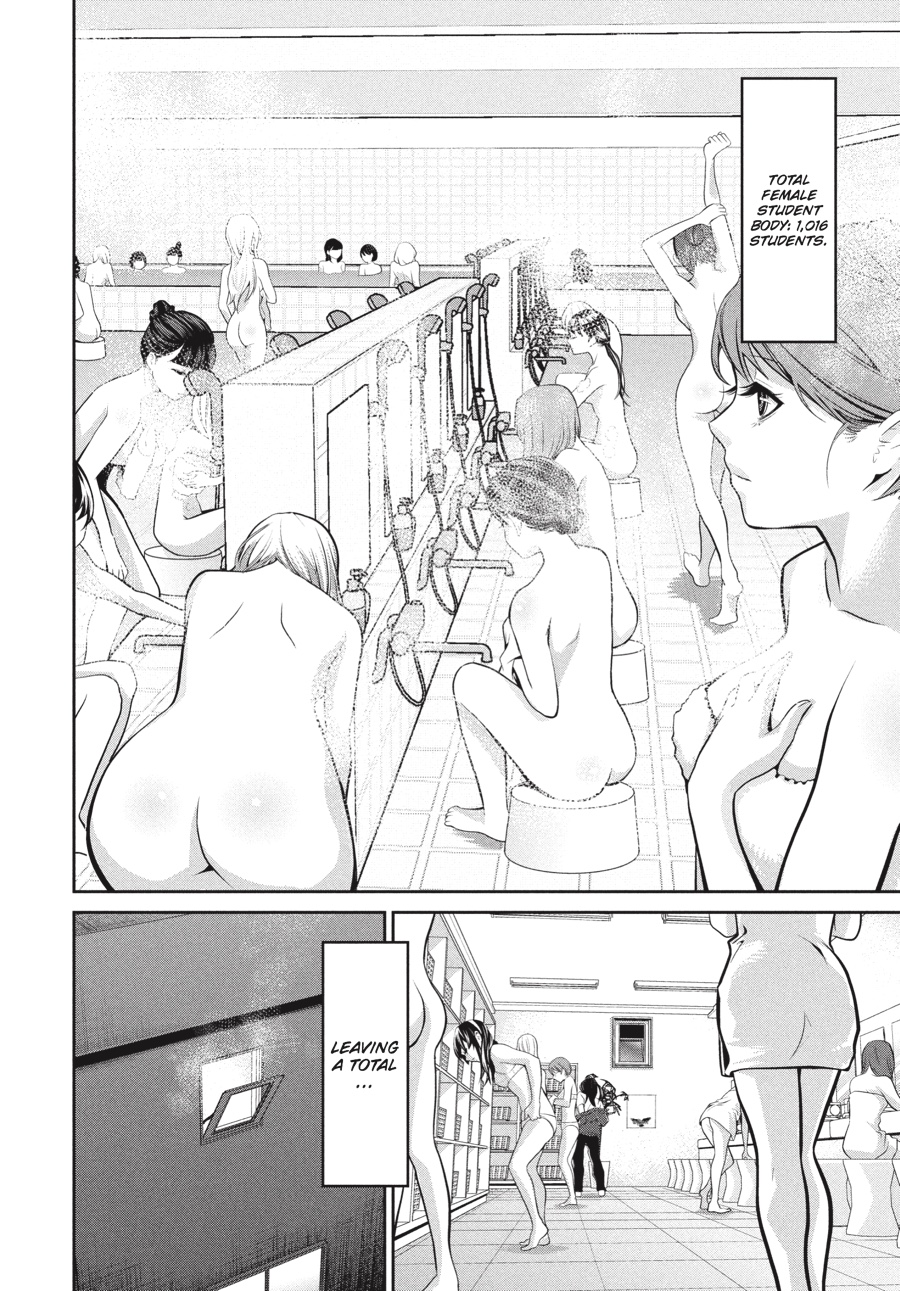 TOTAL
FEMALE
STUDENT
BODY: 1,016
STUDENTS.
LEAVING
A TOTAL
...